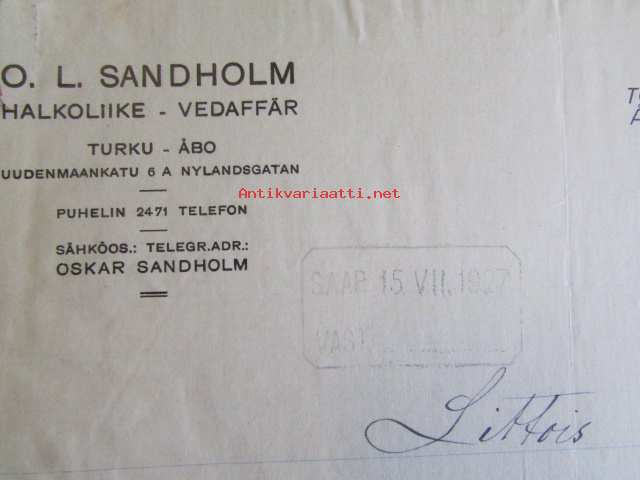 O. L. SANDHOLM
HALKOLIIKE - VEDAFFÄR
TURKU - ÅBO
UUDENMAANKATU 6 A NYLANDSGATAN
PUHELIN 2471 TELEFON
SÄHKÖOS.: TELEGR.ADR.:
OSKAR SANDHOLM
Antikvariaatti.net
SAAP. 15. VII. 1927
VAST.
Littois